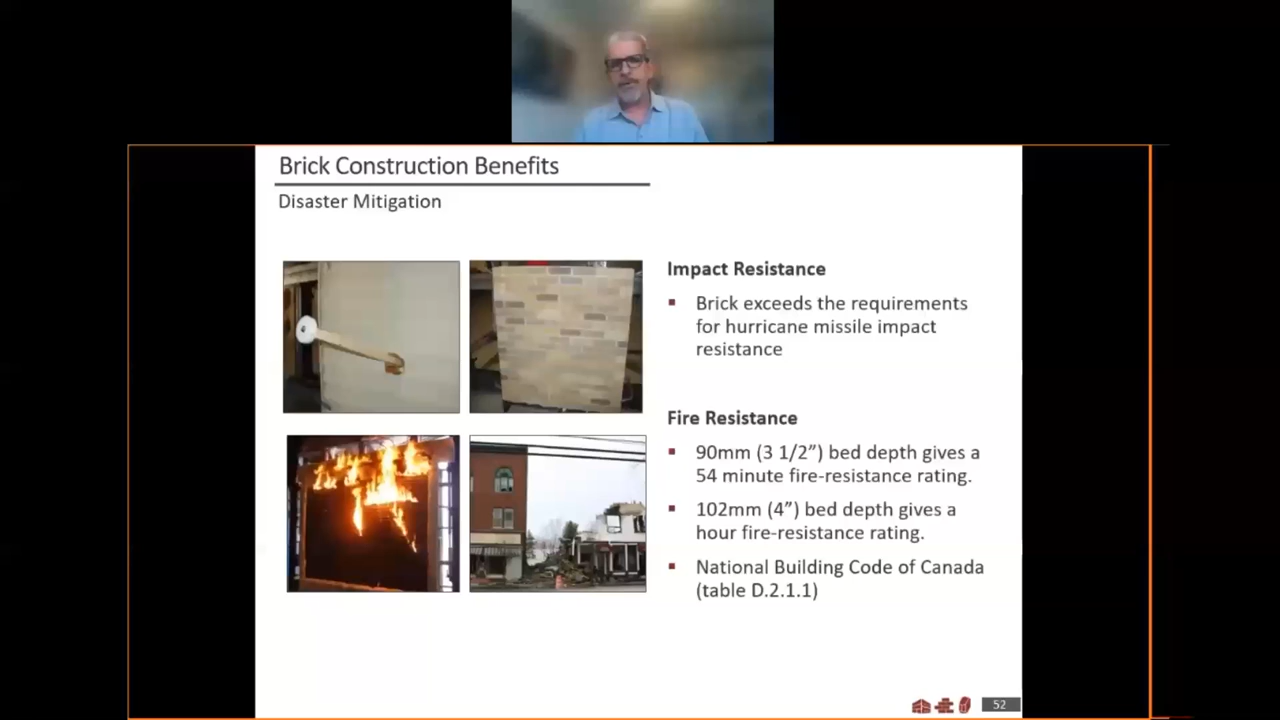 Brick Construction Benefits
Disaster Mitigation
Impact Resistance
Brick exceeds the requirements
for hurricane missile impact
resistance
Fire Resistance
90mm (3 1/2”) bed depth gives a
54 minute fire-resistance rating.
102mm (4”) bed depth gives a
hour fire-resistance rating.
National Building Code of Canada
(table D.2.1.1)
52